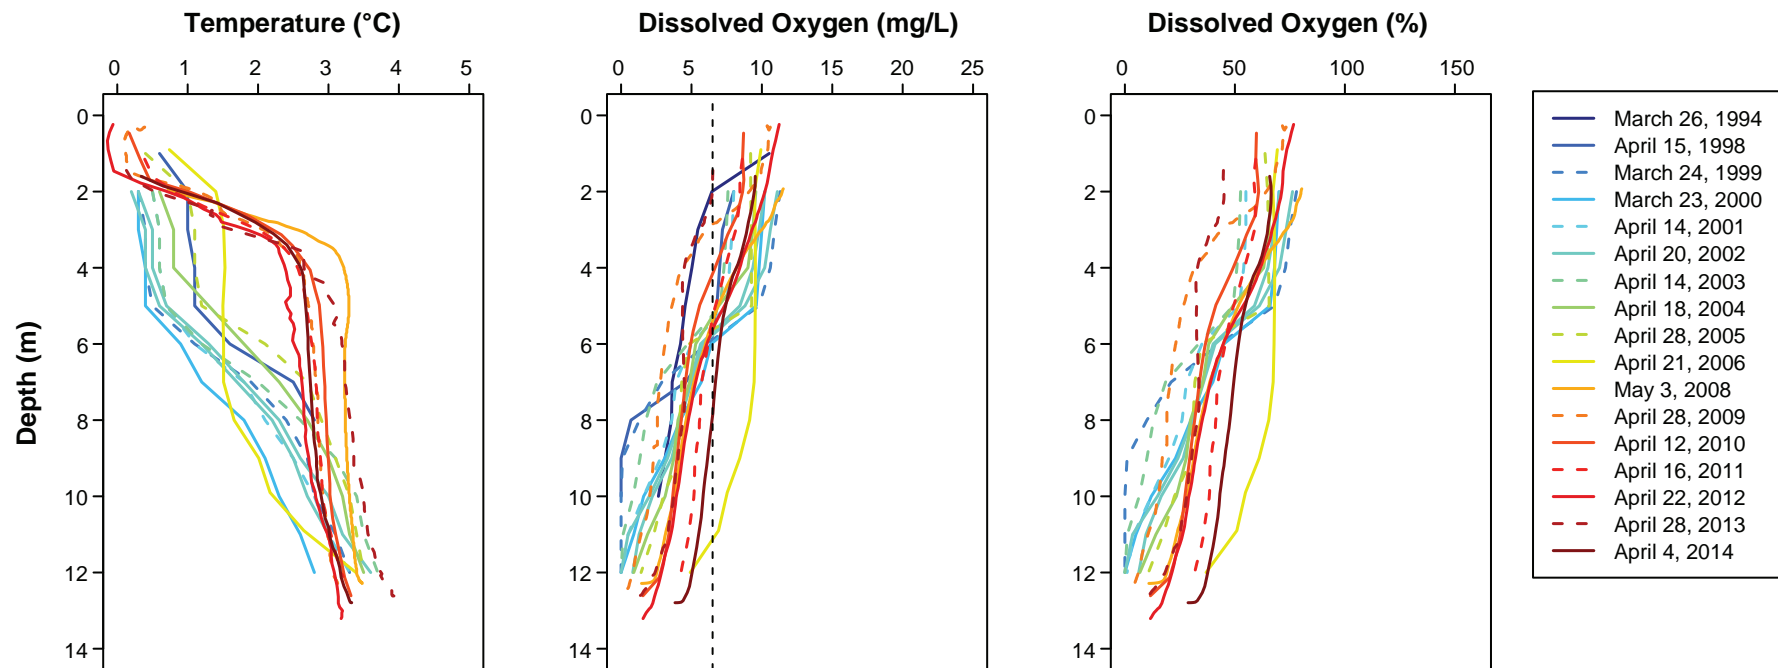 Temperature (°C)
Dissolved Oxygen (mg/L)
Dissolved Oxygen (%)
0 1 2 3 4 5
0 5 10 15 20 25
0 50 100 150
Depth (m)
0
2
4
6
8
10
12
14
0
2
4
6
8
10
12
14
0
2
4
6
8
10
12
14
March 26, 1994
April 15, 1998
March 24, 1999
March 23, 2000
April 14, 2001
April 20, 2002
April 14, 2003
April 18, 2004
April 28, 2005
April 21, 2006
May 3, 2008
April 28, 2009
April 12, 2010
April 16, 2011
April 22, 2012
April 28, 2013
April 4, 2014